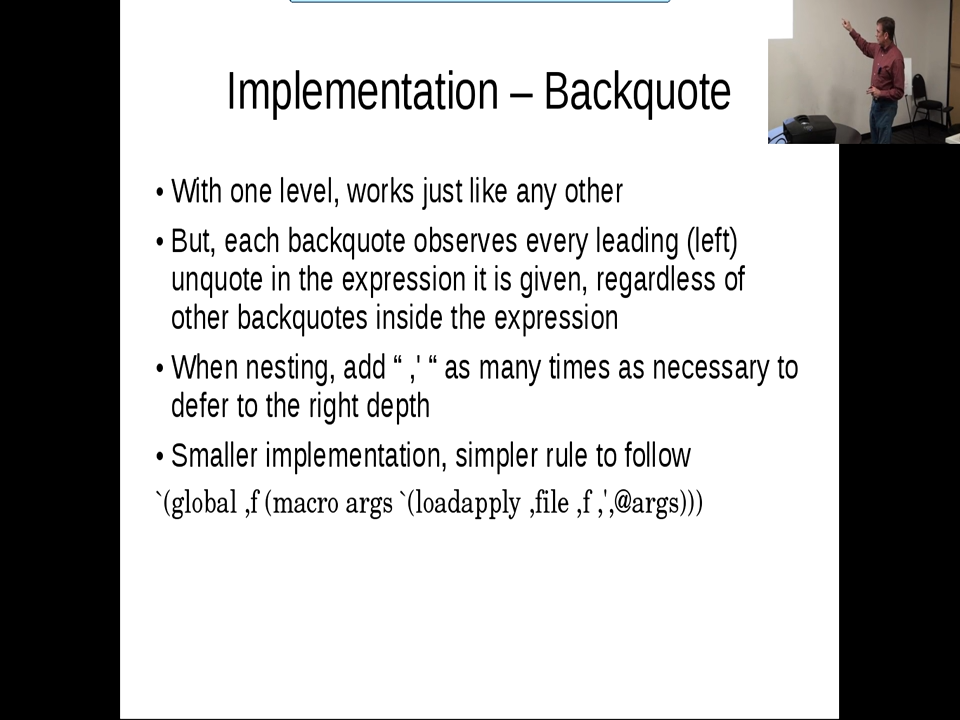 Implementation – Backquote
• With one level, works just like any other
• But, each backquote observes every leading (left)
unquote in the expression it is given, regardless of
other backquotes inside the expression
• When nesting, add “ ,' “ as many times as necessary to
defer to the right depth
• Smaller implementation, simpler rule to follow
`(global ,f (macro args `(loadapply ,file ,f ,',@args)))